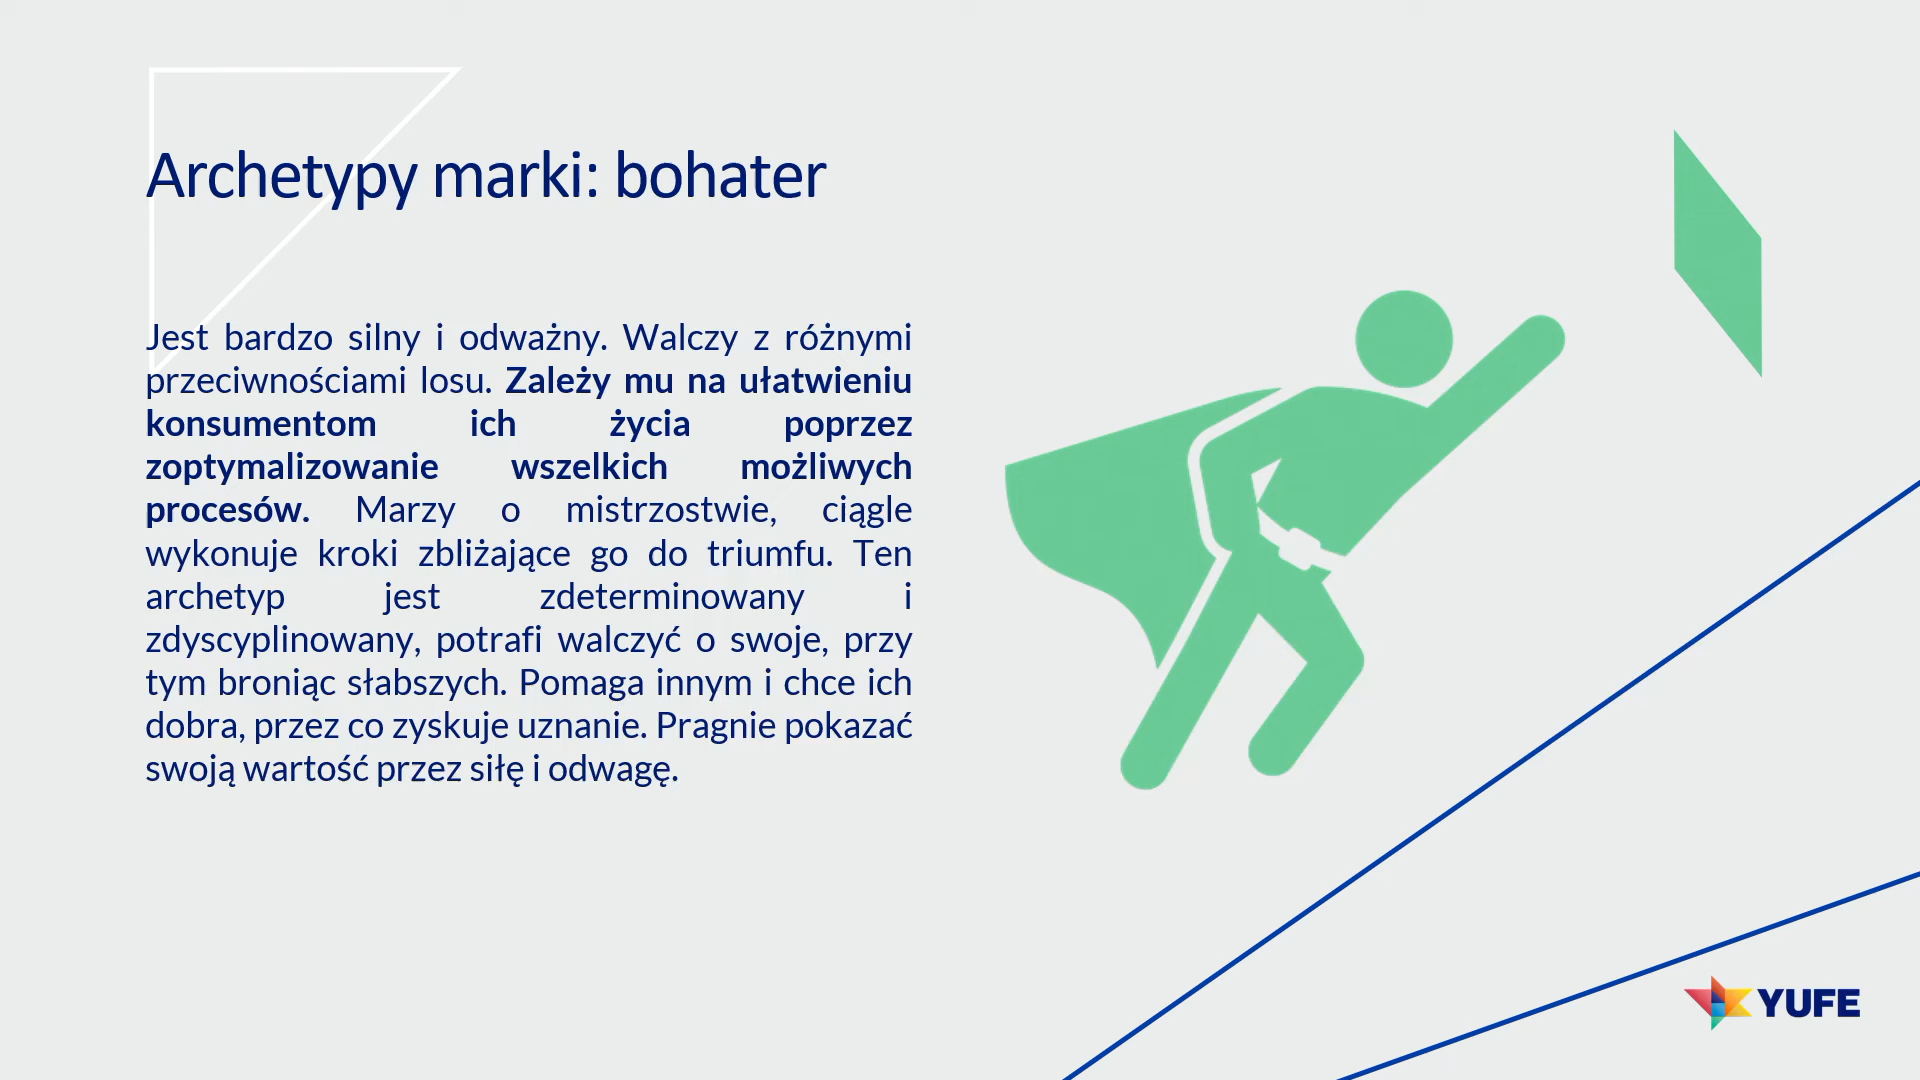 Archetypy marki: bohater
Jest bardzo silny i odważny. Walczy z różnymi
przeciwnościami losu. Zależy mu na ułatwieniu
konsumentom ich życia poprzez
zoptymalizowanie wszelkich możliwych
procesów. Marzy o mistrzostwie, ciągle
wykonuje kroki zbliżające go do triumfu. Ten
archetyp jest zdeterminowany i
zdyscyplinowany, potrafi walczyć o swoje, przy
tym broniąc słabszych. Pomaga innym i chce ich
dobra, przez co zyskuje uznanie. Pragnie pokazać
swoją wartość przez siłę i odwagę.
YUFE